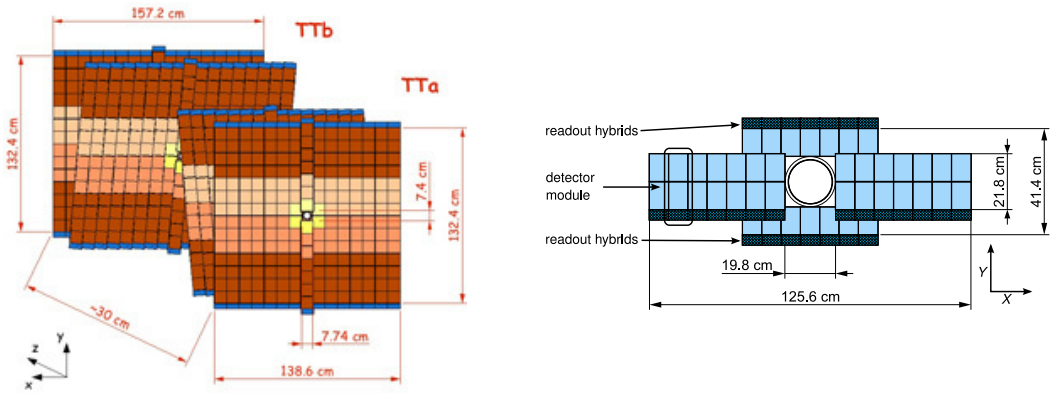 157.2 cm
TTb
TTa
132.4 cm
7.4 cm
132.4 cm
~30 cm
7.74 cm
138.6 cm
y
z
x
readout hybrids
detector
module
readout hybrids
21.8 cm
41.4 cm
19.8 cm
125.6 cm
Y
X